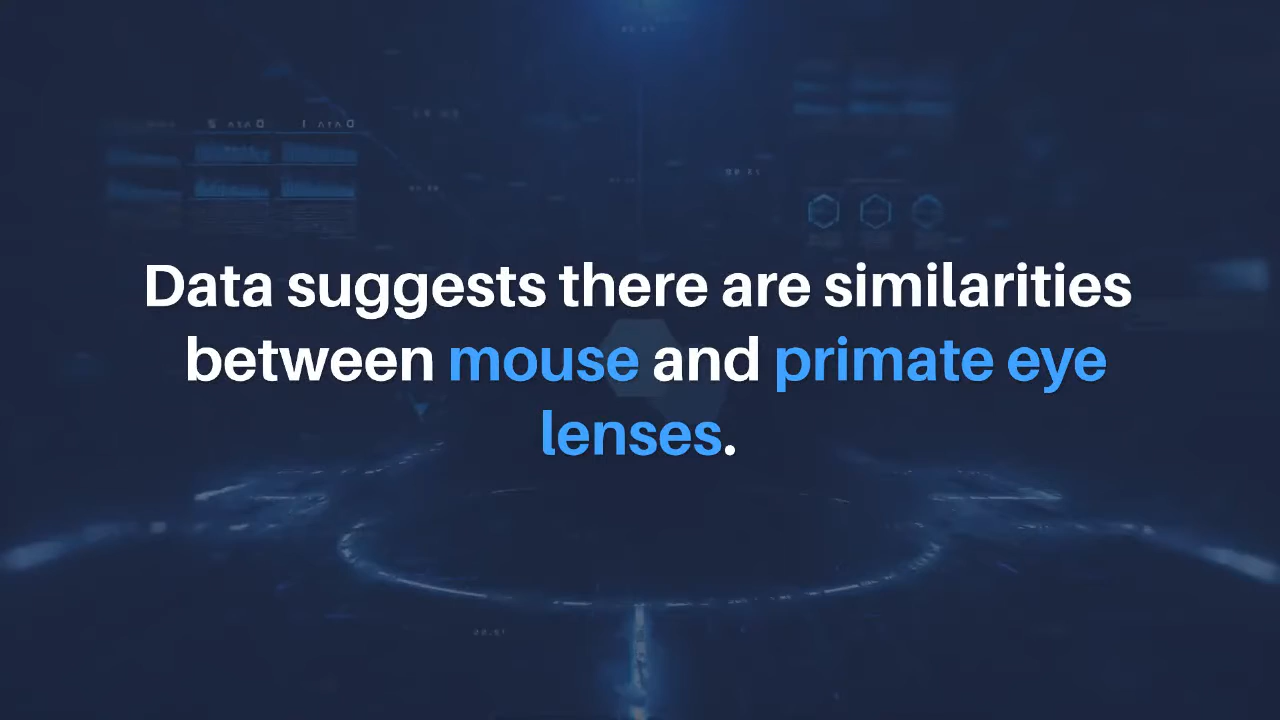 Data suggests there are similarities
between mouse and primate eye
lenses.